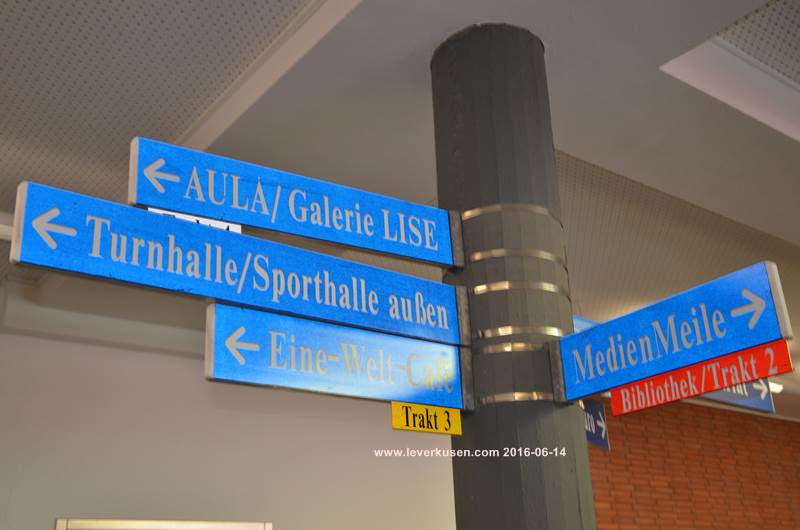 AULA/Galerie LISE
Turnhalle/Sporthalle außen
Eine-Welt-Café
Trakt 3
MedienMeile
Bibliothek/Trakt 2
www.leverkusen.com 2016-06-14